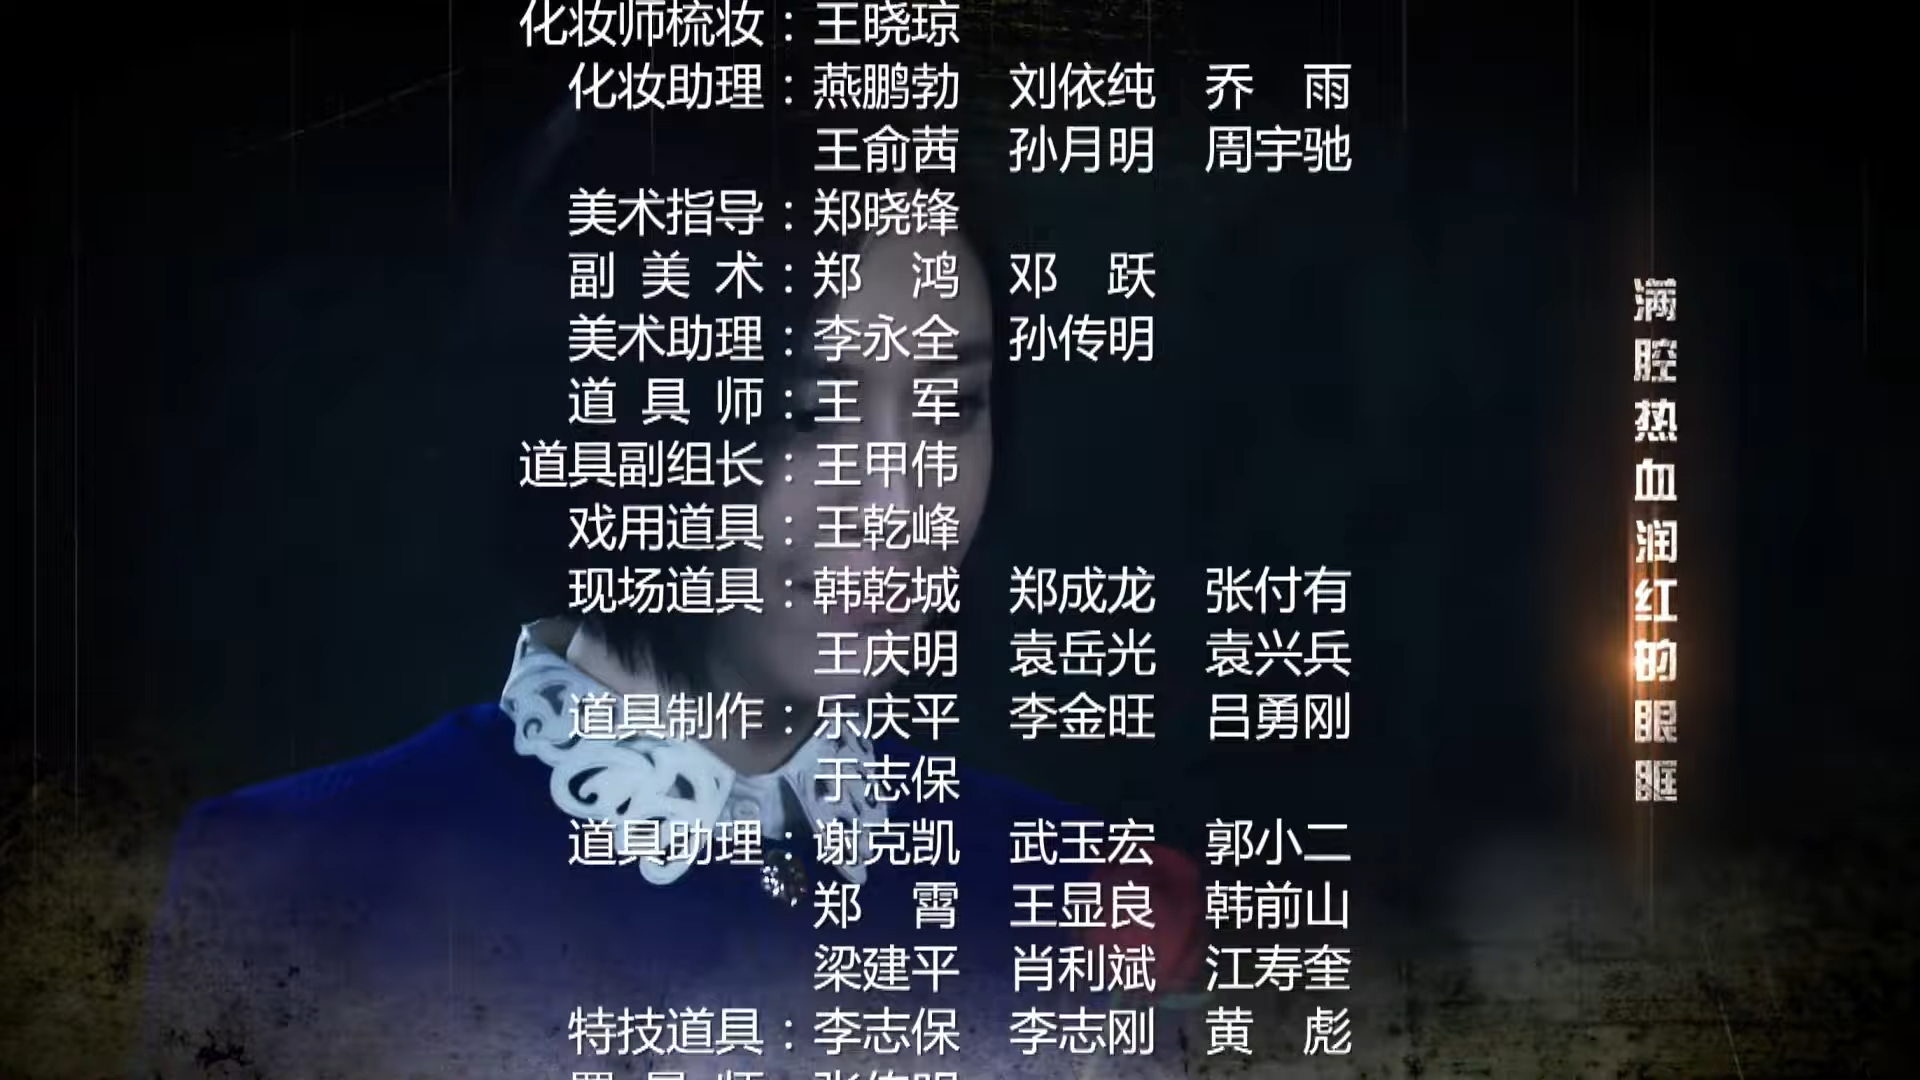 化妆师梳妆：王晓琼
化妆助理：燕鹏勃 刘依纯 乔 雨
王俞茜 孙月明 周宇驰
美术指导：郑晓锋
副 美 术：郑 鸿 邓 跃
美术助理：李永全 孙传明
道 具 师：王 军
道具副组长：王甲伟
戏用道具：王乾峰
现场道具：韩乾城 郑成龙 张付有
王庆明 袁岳光 袁兴兵
道具制作：乐庆平 李金旺 吕勇刚
于志保
道具助理：谢克凯 武玉宏 郭小二
郑 霄 王显良 韩前山
梁建平 肖利斌 江寿奎
特技道具：李志保 李志刚 黄 彪
满腔热血润红的眼眶